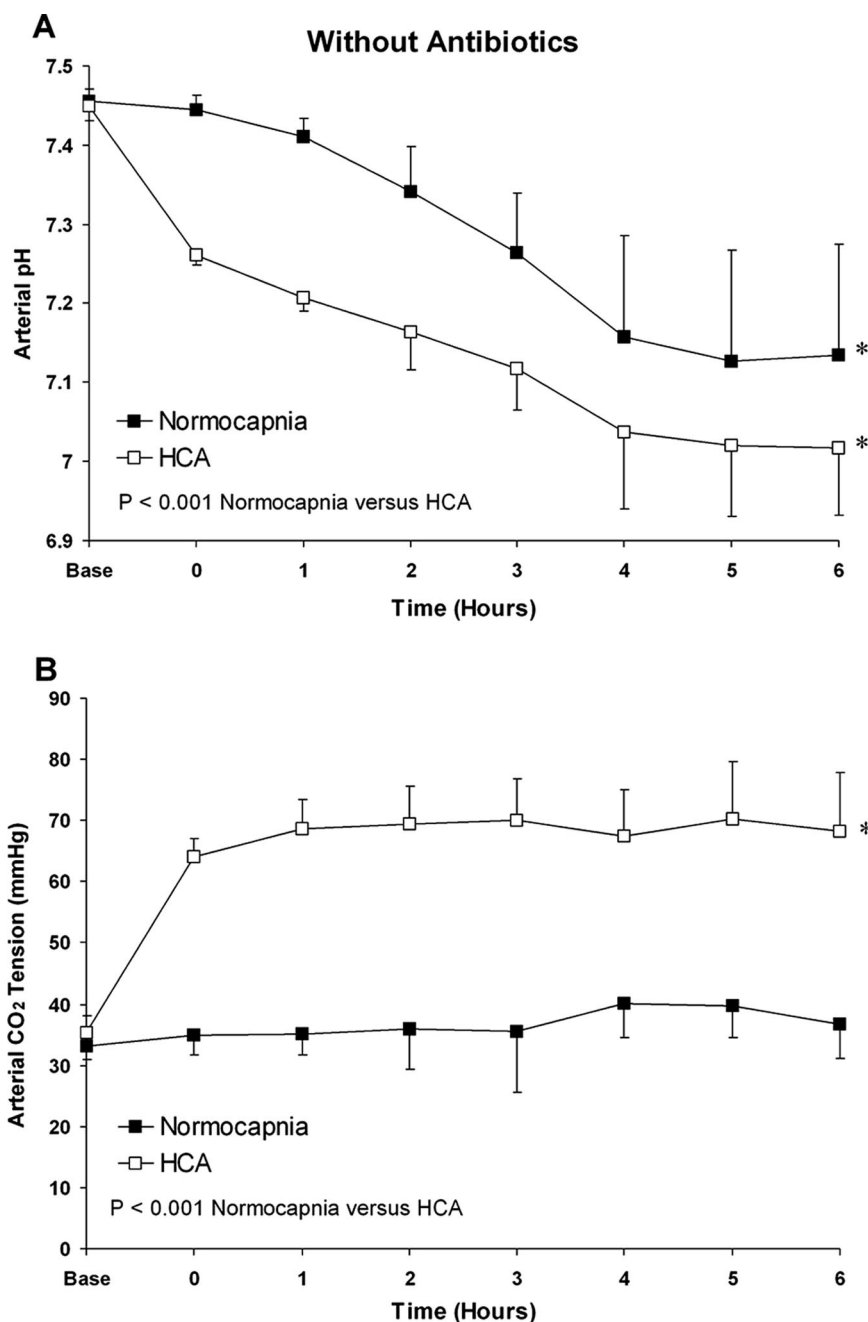 A
Without Antibiotics
7.5
7.4
7.3
7.2
7.1
7
6.9
Arterial pH
Normocapnia
HCA
P < 0.001 Normocapnia versus HCA
*
*
Base 0 1 2 3 4 5 6
Time (Hours)
B
90
80
70
60
50
40
30
20
10
0
Arterial CO₂ Tension (mmHg)
*
Normocapnia
HCA
P < 0.001 Normocapnia versus HCA
Base 0 1 2 3 4 5 6
Time (Hours)